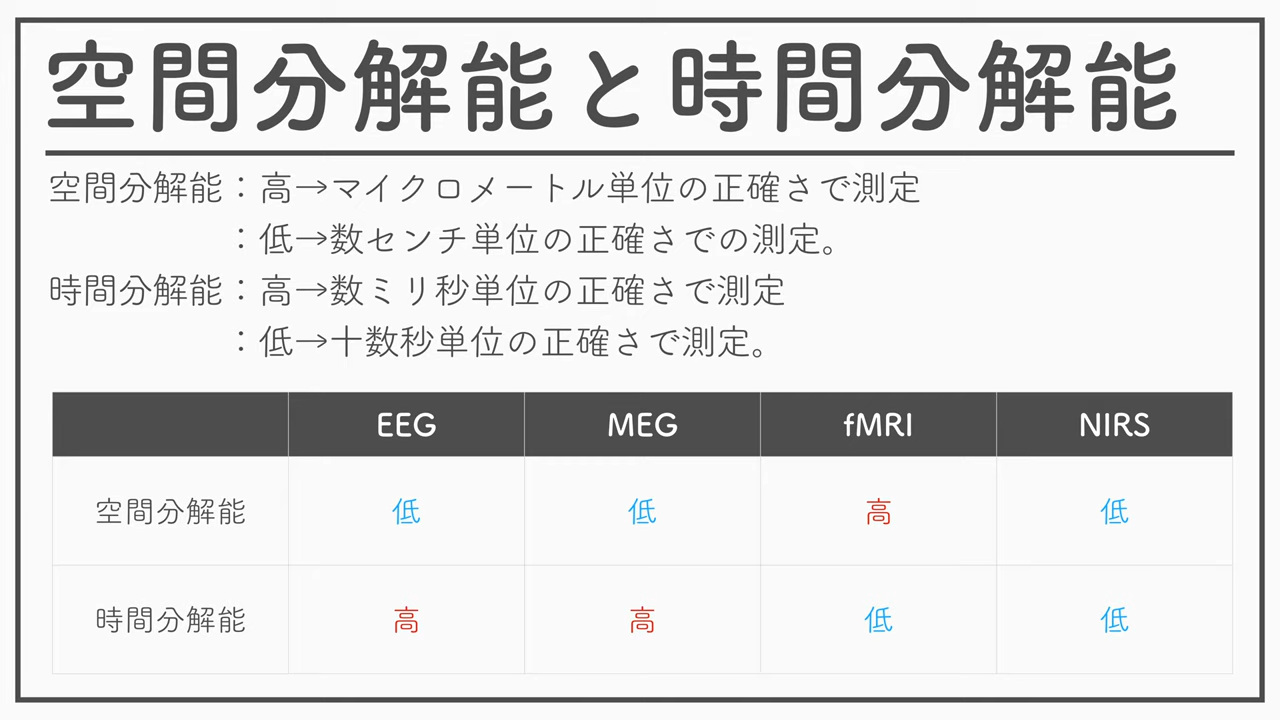 空間分解能と時間分解能
空間分解能：高→マイクロメートル単位の正確さで測定
：低→数センチ単位の正確さでの測定。
時間分解能：高→数ミリ秒単位の正確さで測定
：低→十数秒単位の正確さで測定。
EEG MEG fMRI NIRS
空間分解能 低 低 高 低
時間分解能 高 高 低 低